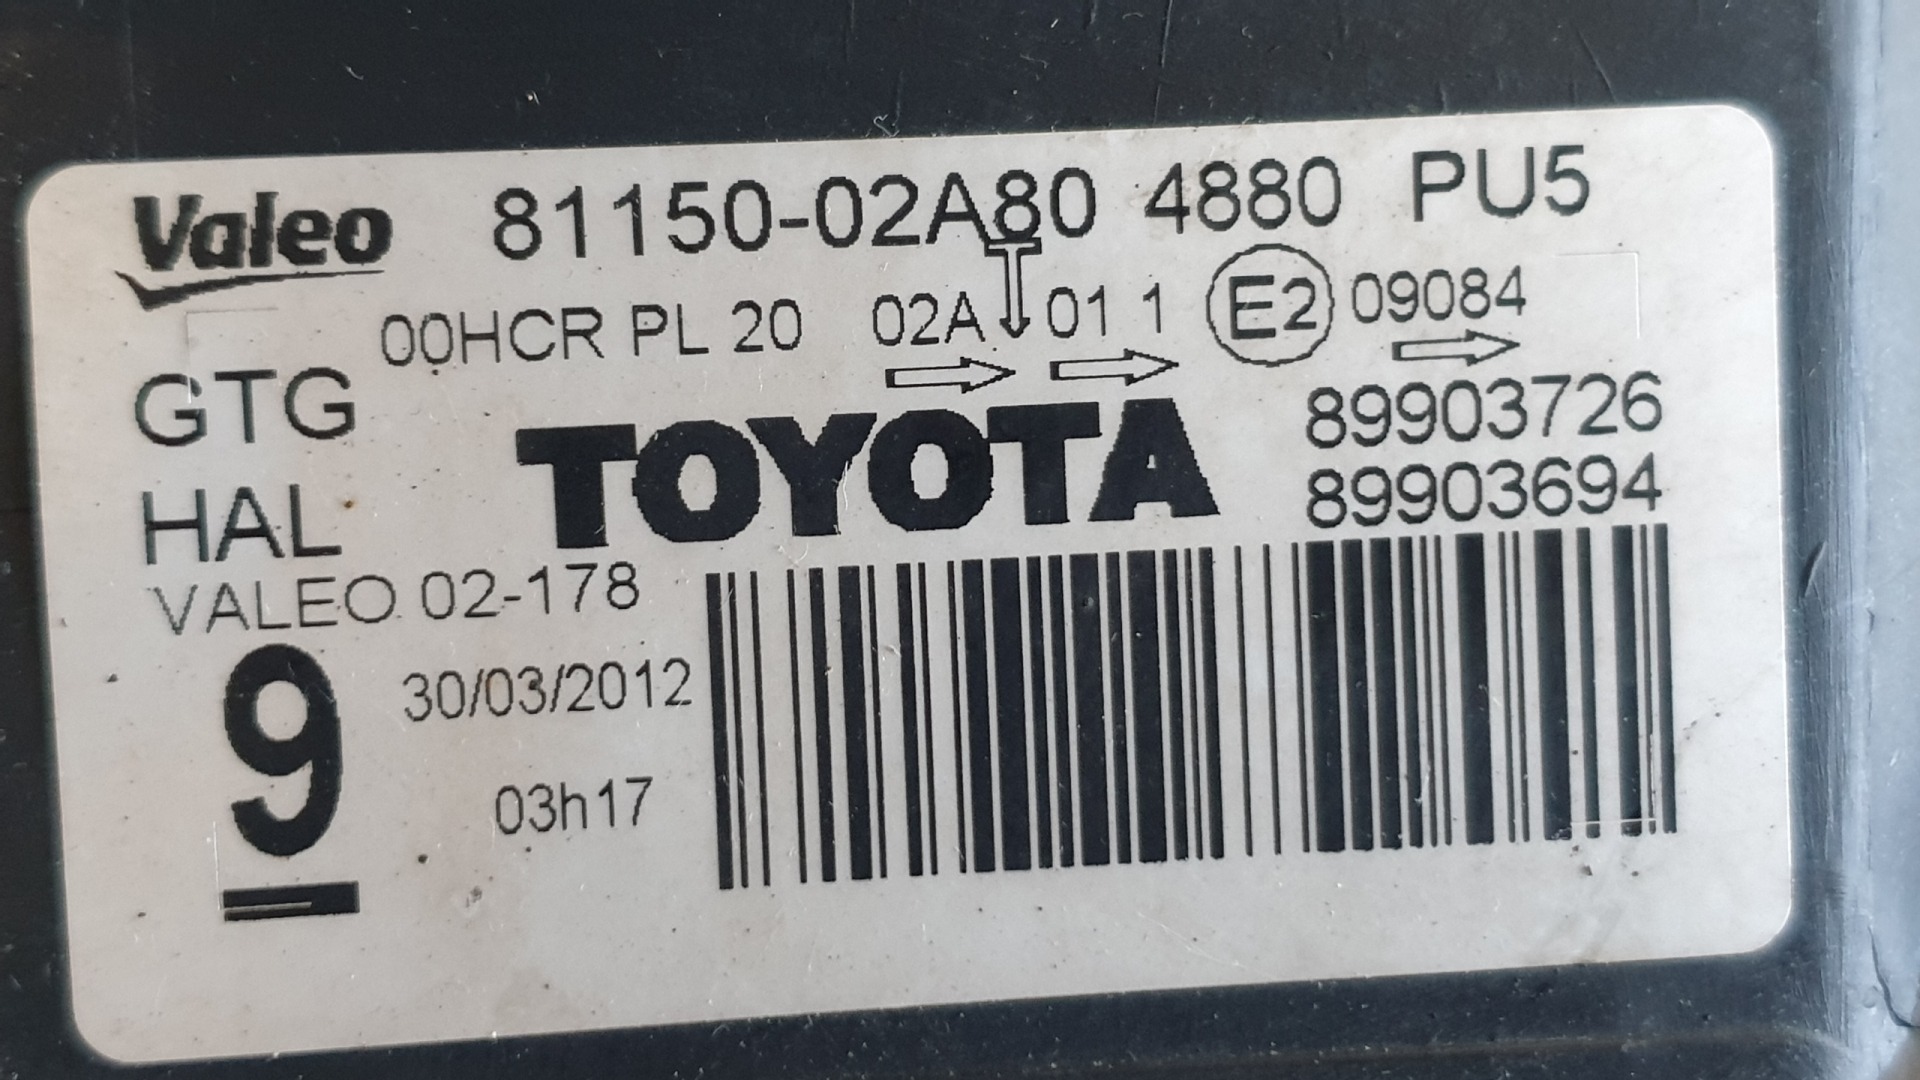 Valeo 81150-02A80 4880 PU5
00HCR PL 20 02A 01 1 E2 09084
GTG TOYOTA 89903726
HAL 89903694
VALEO 02-178
9 30/03/2012
03h17